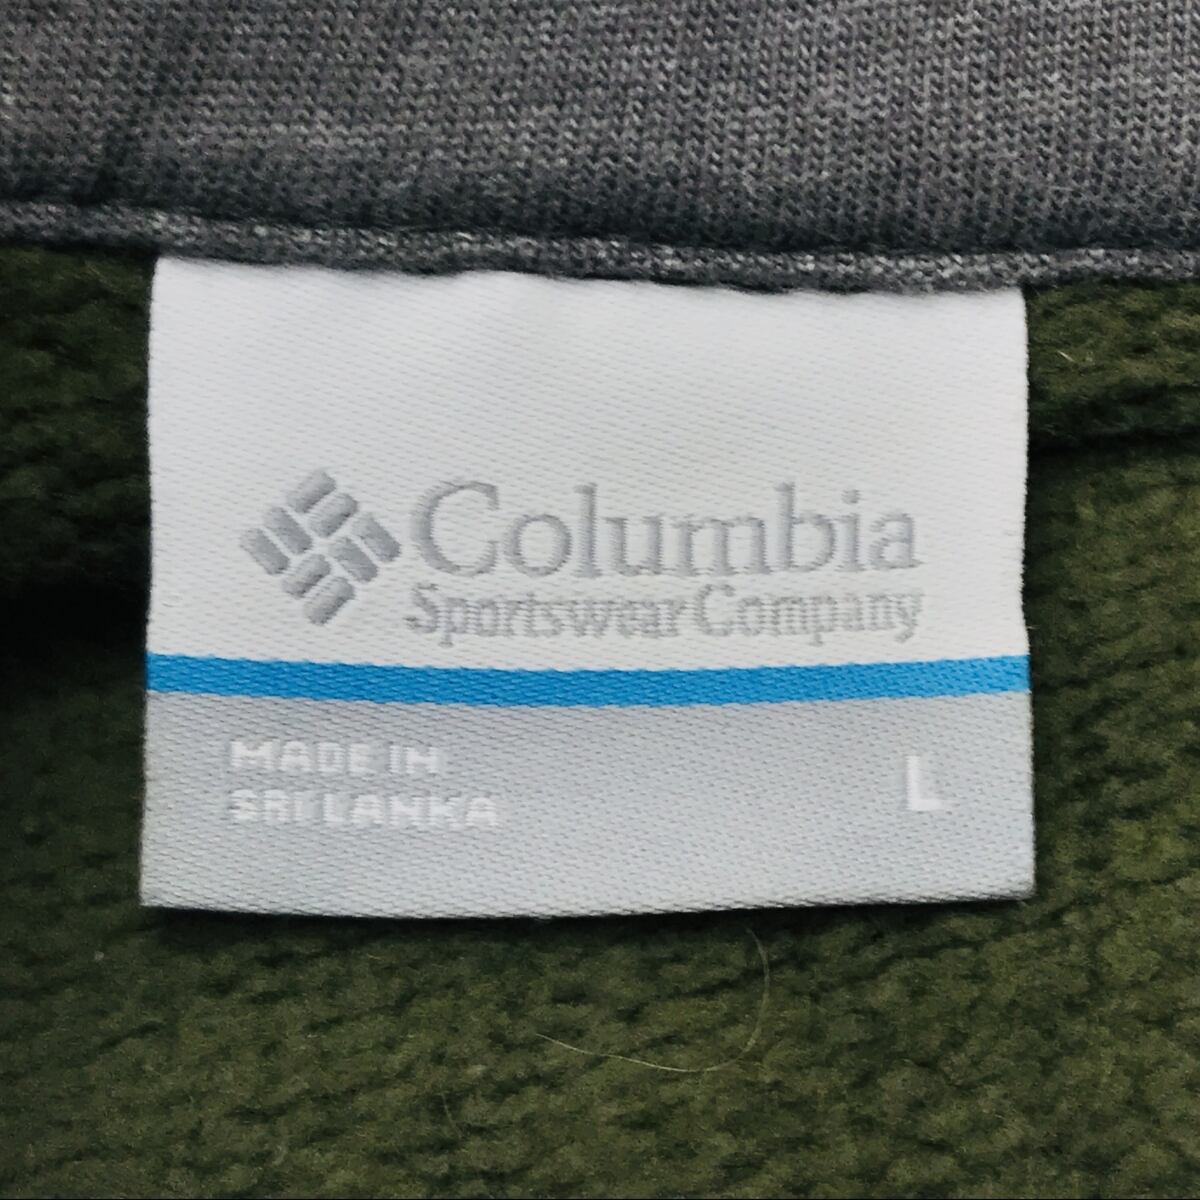 Columbia
Sportswear Company
MADE IN
SRI LANKA
L